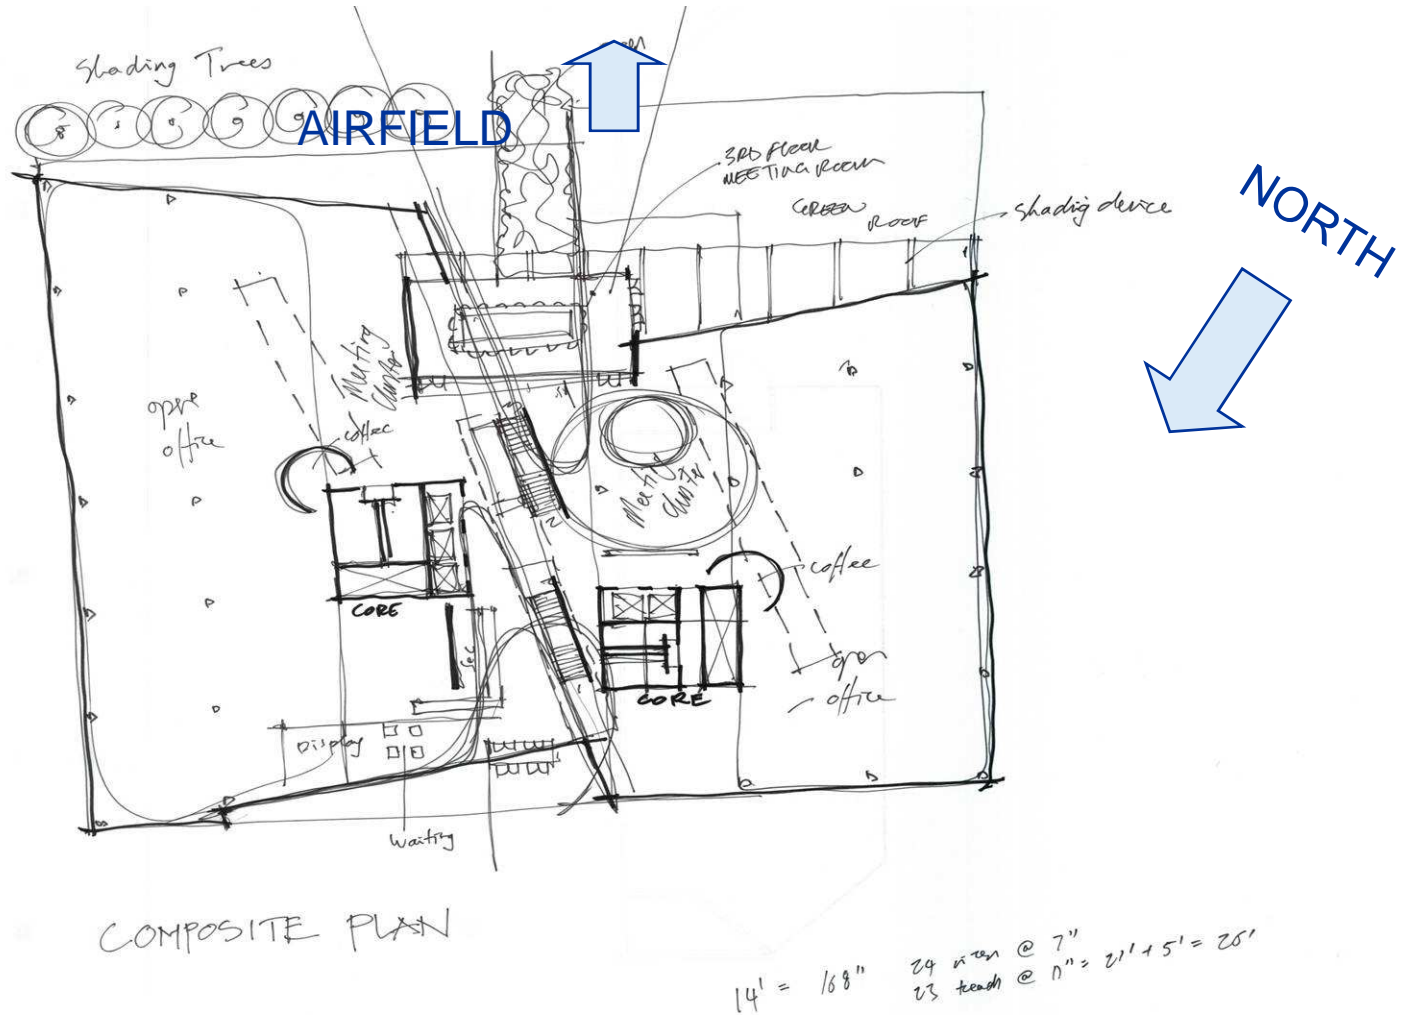 Shading Trees
AIRFIELD
3RD FLOOR
MEETING ROOM
GREEN
ROOF
shadig device
NORTH
Meeting
Cluster
open
office
coffee
Meeting
Cluster
coffee
CORE
Sec
open
office
CORE
Display
Waiting
COMPOSITE PLAN
14' = 168"
24 risers @ 7"
23 treads @ 11" = 21' + 5' = 26'